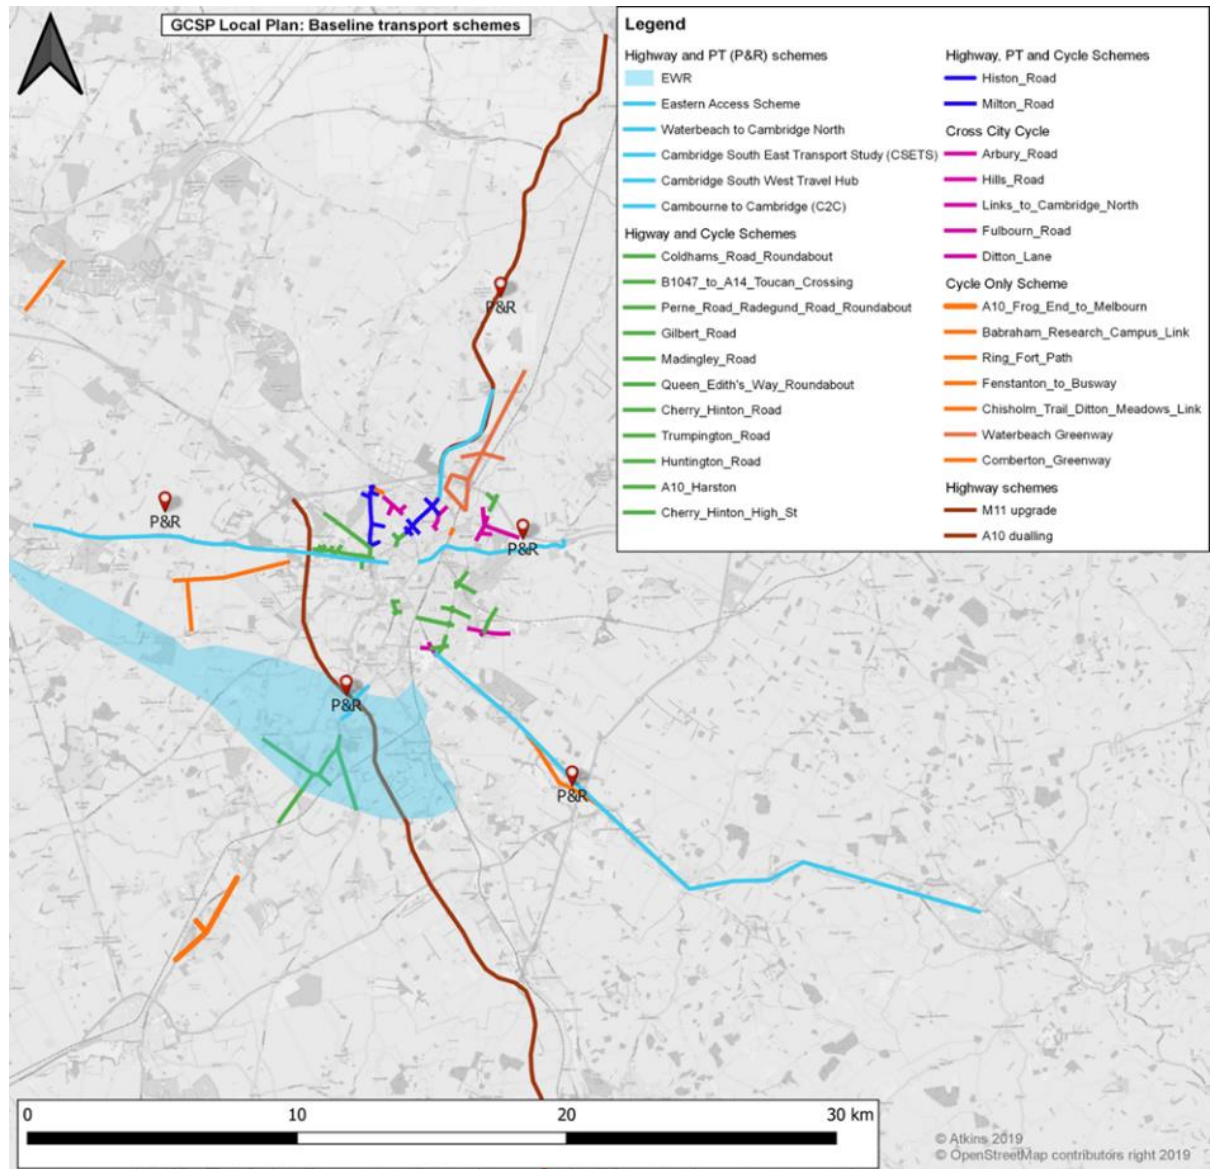 GCSP Local Plan: Baseline transport schemes
Legend
Highway and PT (P&R) schemes
EWR
Eastern Access Scheme
Waterbeach to Cambridge North
Cambridge South East Transport Study (CSETS)
Cambridge South West Travel Hub
Cambourne to Cambridge (C2C)
Higway and Cycle Schemes
Coldhams_Road_Roundabout
B1047_to_A14_Toucan_Crossing
Perne_Road_Radegund_Road_Roundabout
Gilbert_Road
Madingley_Road
Queen_Edith's_Way_Roundabout
Cherry_Hinton_Road
Trumpington_Road
Huntington_Road
A10_Harston
Cherry_Hinton_High_St
Highway, PT and Cycle Schemes
Histon_Road
Milton_Road
Cross City Cycle
Arbury_Road
Hills_Road
Links_to_Cambridge_North
Fulbourn_Road
Ditton_Lane
Cycle Only Scheme
A10_Frog_End_to_Melbourn
Babraham_Research_Campus_Link
Ring_Fort_Path
Fenstanton_to_Busway
Chisholm_Trail_Ditton_Meadows_Link
Waterbeach Greenway
Comberton_Greenway
Highway schemes
M11 upgrade
A10 dualling
P&R
P&R
P&R
P&R
P&R
0 10 20 30 km
© Atkins 2019
© OpenStreetMap contributors right 2019